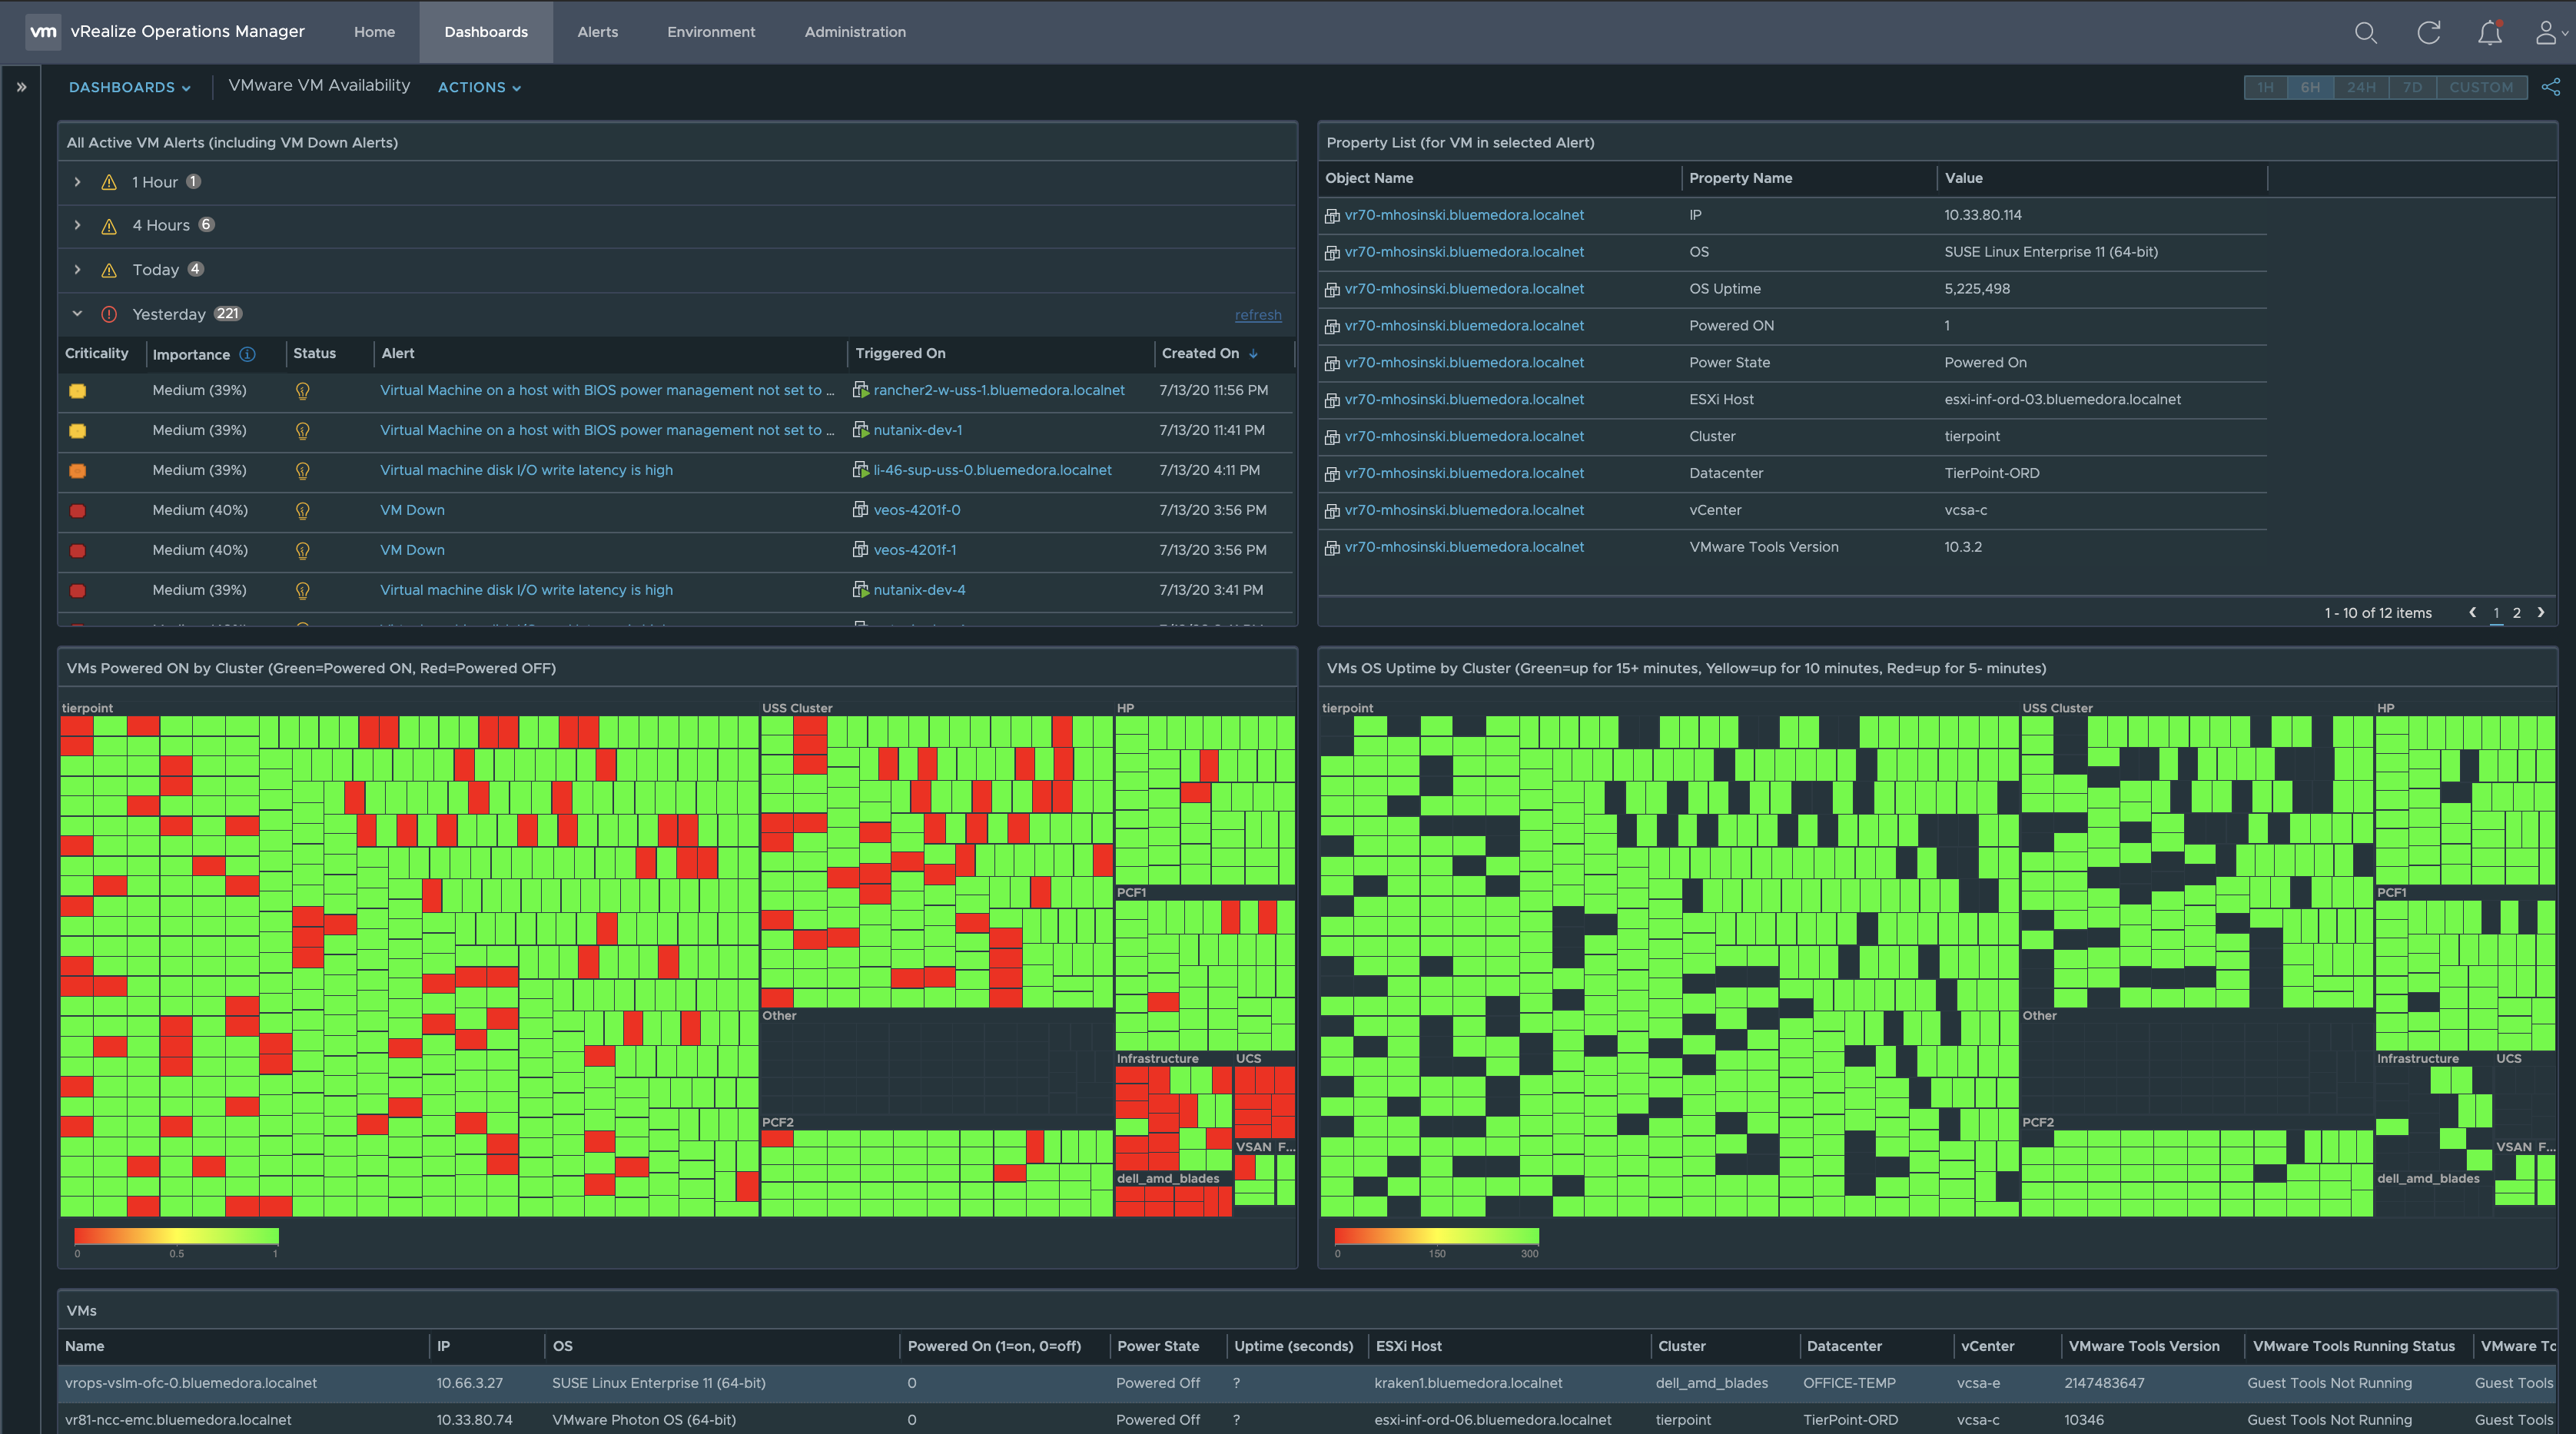 vm vRealize Operations Manager Home Dashboards Alerts Environment Administration
DASHBOARDS VMware VM Availability ACTIONS 1H 6H 24H 7D CUSTOM
All Active VM Alerts (including VM Down Alerts)
1 Hour 1
4 Hours 6
Today 4
Yesterday 221 refresh
Criticality Importance Status Alert Triggered On Created On
Medium (39%) Virtual Machine on a host with BIOS power management not set to ... rancher2-w-uss-1.bluemedora.localnet 7/13/20 11:56 PM
Medium (39%) Virtual Machine on a host with BIOS power management not set to ... nutanix-dev-1 7/13/20 11:41 PM
Medium (39%) Virtual machine disk I/O write latency is high li-46-sup-uss-0.bluemedora.localnet 7/13/20 4:11 PM
Medium (40%) VM Down veos-4201f-0 7/13/20 3:56 PM
Medium (40%) VM Down veos-4201f-1 7/13/20 3:56 PM
Medium (39%) Virtual machine disk I/O write latency is high nutanix-dev-4 7/13/20 3:41 PM
Property List (for VM in selected Alert)
Object Name Property Name Value
vr70-mhosinski.bluemedora.localnet IP 10.33.80.114
vr70-mhosinski.bluemedora.localnet OS SUSE Linux Enterprise 11 (64-bit)
vr70-mhosinski.bluemedora.localnet OS Uptime 5,225,498
vr70-mhosinski.bluemedora.localnet Powered ON 1
vr70-mhosinski.bluemedora.localnet Power State Powered On
vr70-mhosinski.bluemedora.localnet ESXi Host esxi-inf-ord-03.bluemedora.localnet
vr70-mhosinski.bluemedora.localnet Cluster tierpoint
vr70-mhosinski.bluemedora.localnet Datacenter TierPoint-ORD
vr70-mhosinski.bluemedora.localnet vCenter vcsa-c
vr70-mhosinski.bluemedora.localnet VMware Tools Version 10.3.2
1 - 10 of 12 items 1 2
VMs Powered ON by Cluster (Green=Powered ON, Red=Powered OFF)
tierpoint USS Cluster HP
PCF1
Other
Infrastructure UCS
PCF2
VSAN F...
dell_amd_blades
0 0.5 1
VMs OS Uptime by Cluster (Green=up for 15+ minutes, Yellow=up for 10 minutes, Red=up for 5- minutes)
tierpoint USS Cluster HP
PCF1
Other
Infrastructure UCS
PCF2
VSAN F...
dell_amd_blades
0 150 300
VMs
Name IP OS Powered On (1=on, 0=off) Power State Uptime (seconds) ESXi Host Cluster Datacenter vCenter VMware Tools Version VMware Tools Running Status VMware To
vrops-vslm-ofc-0.bluemedora.localnet 10.66.3.27 SUSE Linux Enterprise 11 (64-bit) 0 Powered Off ? kraken1.bluemedora.localnet dell_amd_blades OFFICE-TEMP vcsa-e 2147483647 Guest Tools Not Running Guest Tools
vr81-ncc-emc.bluemedora.localnet 10.33.80.74 VMware Photon OS (64-bit) 0 Powered Off ? esxi-inf-ord-06.bluemedora.localnet tierpoint TierPoint-ORD vcsa-c 10346 Guest Tools Not Running Guest Tools